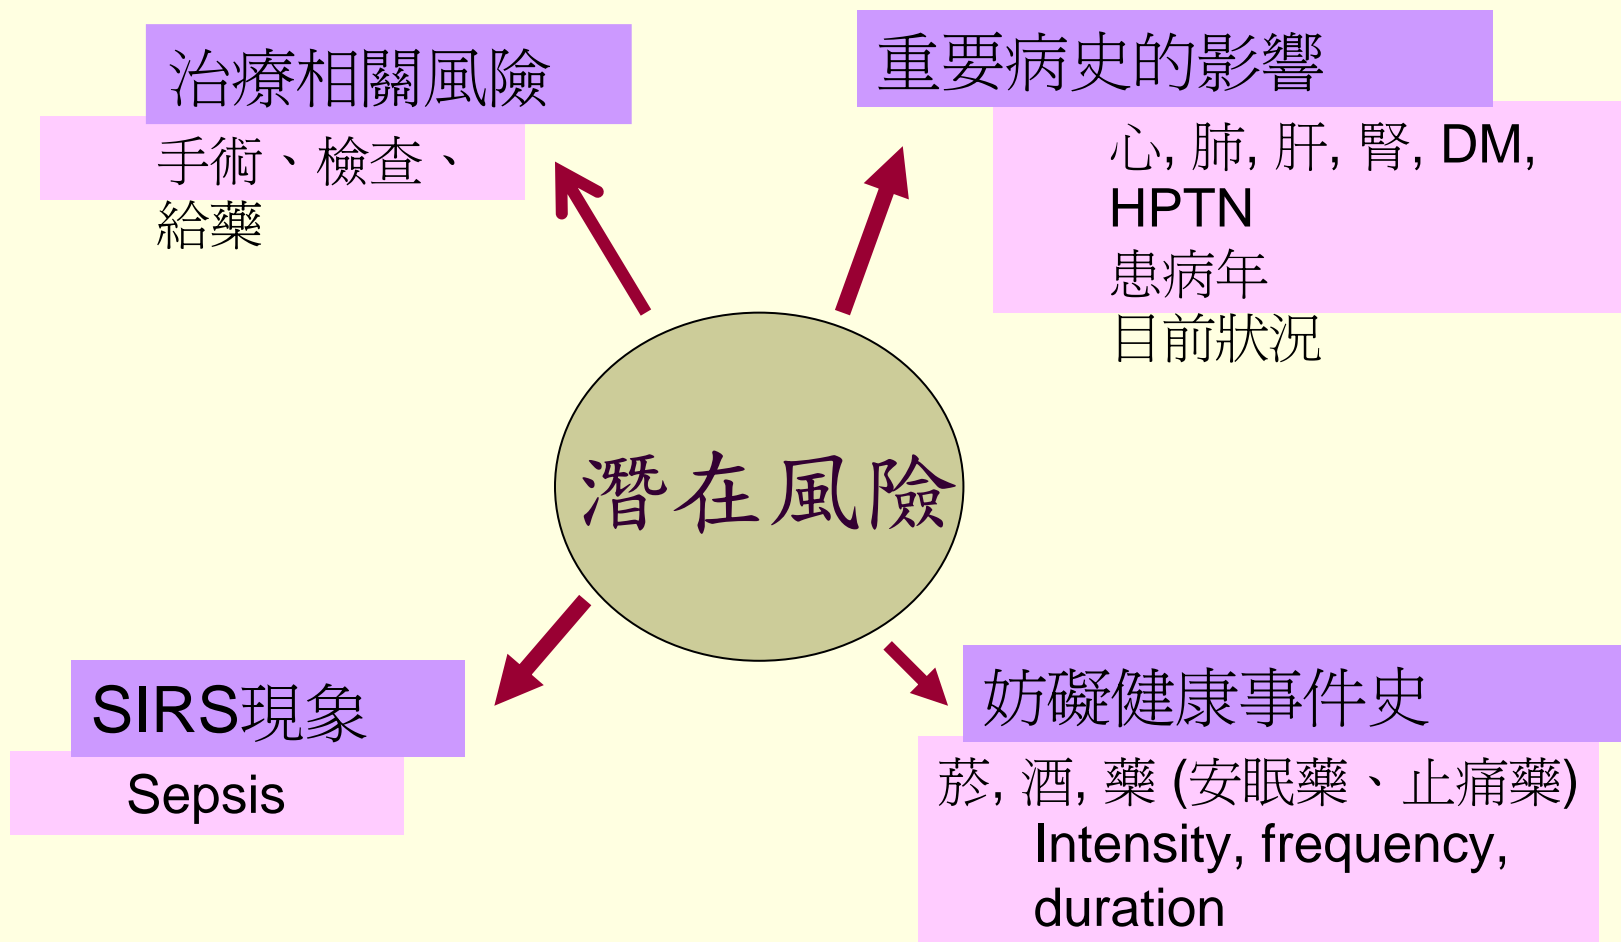 治療相關風險
手術、檢查、
給藥
重要病史的影響
心, 肺, 肝, 腎, DM,
HPTN
患病年
目前狀況
潛在風險
SIRS現象
Sepsis
妨礙健康事件史
菸, 酒, 藥 (安眠藥、止痛藥)
Intensity, frequency,
duration